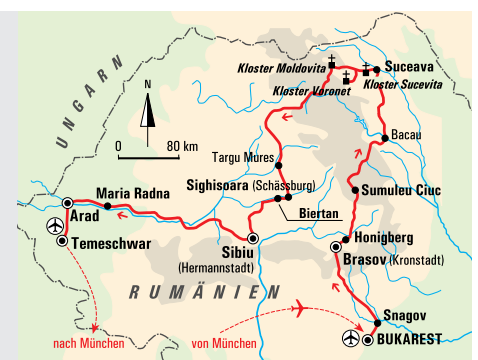 Kloster Moldovita
Suceava
Kloster Sucevita
Kloster Voronet
UNGARN
N
0 80 km
Bacau
Targu Mures
Sighisoara (Schässburg)
Maria Radna
Sumuleu Ciuc
Arad
Biertan
Temeschwar
Sibiu
(Hermannstadt)
Honigberg
Brasov (Kronstadt)
RUMÄNIEN
Snagov
nach München
von München
BUKAREST